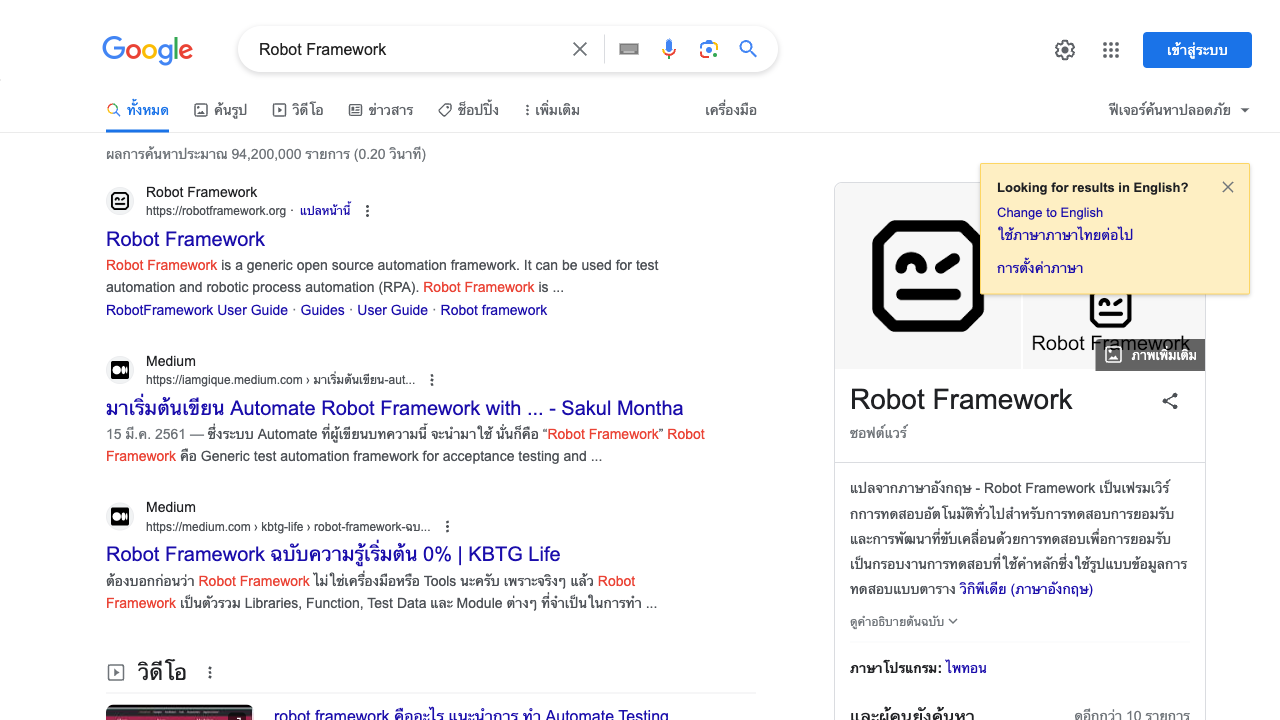 Google
Robot Framework
เข้าสู่ระบบ
ทั้งหมด
ค้นรูป
วิดีโอ
ข่าวสาร
ช็อปปิ้ง
เพิ่มเติม
เครื่องมือ
ฟีเจอร์ค้นหาปลอดภัย
ผลการค้นหาประมาณ 94,200,000 รายการ (0.20 วินาที)
Robot Framework
https://robotframework.org · แปลหน้านี้
Robot Framework
Robot Framework is a generic open source automation framework. It can be used for test
automation and robotic process automation (RPA). Robot Framework is ...
RobotFramework User Guide · Guides · User Guide · Robot framework
Medium
https://iamgique.medium.com › มาเริ่มต้นเขียน-aut...
มาเริ่มต้นเขียน Automate Robot Framework with ... - Sakul Montha
15 มี.ค. 2561 — ซึ่งระบบ Automate ที่ผู้เขียนบทความนี้ จะนำมาใช้ นั่นก็คือ “Robot Framework” Robot
Framework คือ Generic test automation framework for acceptance testing and ...
Medium
https://medium.com › kbtg-life › robot-framework-ฉบ...
Robot Framework ฉบับความรู้เริ่มต้น 0% | KBTG Life
ต้องบอกก่อนว่า Robot Framework ไม่ใช่เครื่องมือหรือ Tools นะครับ เพราะจริงๆ แล้ว Robot
Framework เป็นตัวรวม Libraries, Function, Test Data และ Module ต่างๆ ที่จำเป็นในการทำ ...
วิดีโอ
robot framework คืออะไร แนะนำการ ทำ Automate Testing
Looking for results in English?
Change to English
ใช้ภาษาภาษาไทยต่อไป
การตั้งค่าภาษา
Robot Framework
ภาพเพิ่มเติม
Robot Framework
ซอฟต์แวร์
แปลจากภาษาอังกฤษ - Robot Framework เป็นเฟรมเวิร์
กการทดสอบอัตโนมัติทั่วไปสำหรับการทดสอบการยอมรับ
และการพัฒนาที่ขับเคลื่อนด้วยการทดสอบเพื่อการยอมรับ
เป็นกรอบงานการทดสอบที่ใช้คำหลักซึ่งใช้รูปแบบข้อมูลการ
ทดสอบแบบตาราง วิกิพีเดีย (ภาษาอังกฤษ)
ดูคำอธิบายต้นฉบับ
ภาษาโปรแกรม: ไพทอน
และผู้คนยังค้นหา
ดูอีกกว่า 10 รายการ